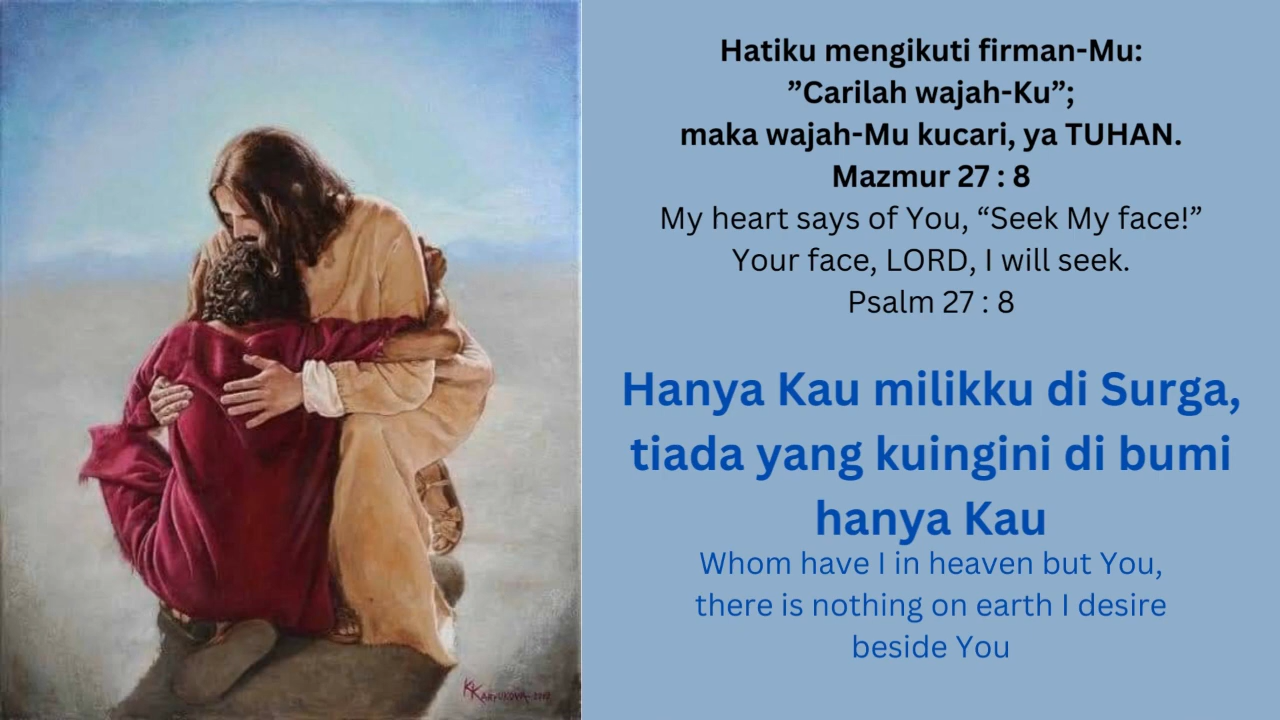 Hatiku mengikuti firman-Mu:
”Carilah wajah-Ku”;
maka wajah-Mu kucari, ya TUHAN.
Mazmur 27 : 8
My heart says of You, “Seek My face!”
Your face, LORD, I will seek.
Psalm 27 : 8
Hanya Kau milikku di Surga,
tiada yang kuingini di bumi
hanya Kau
Whom have I in heaven but You,
there is nothing on earth I desire
beside You